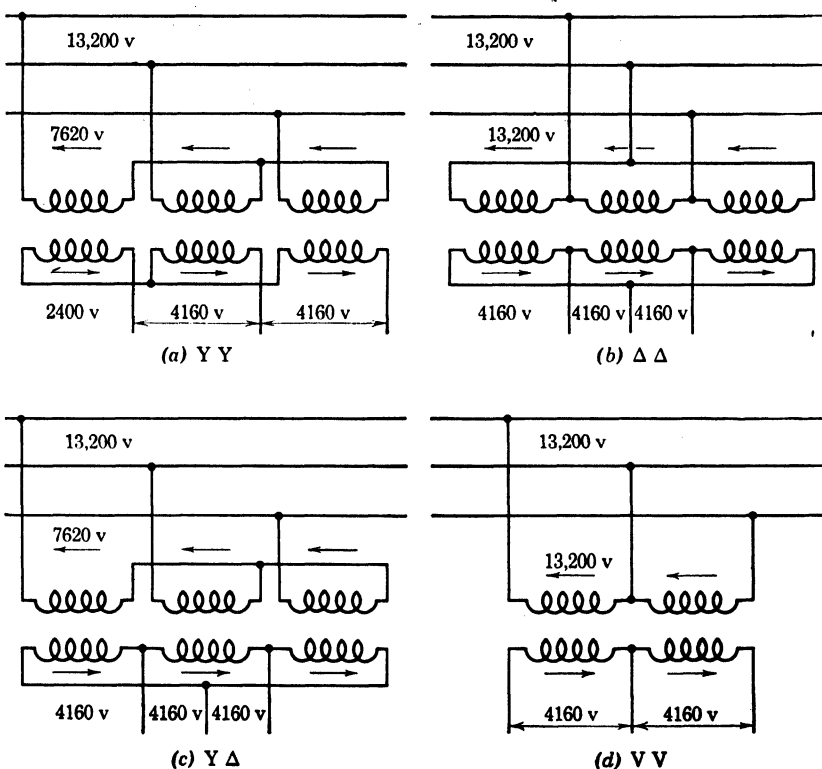 13,200 v
7620 v
2400 v
4160 v
4160 v
(a) Y Y
13,200 v
13,200 v
4160 v
4160 v
4160 v
(b) Δ Δ
13,200 v
7620 v
4160 v
4160 v
4160 v
(c) Y Δ
13,200 v
13,200 v
4160 v
4160 v
(d) V V